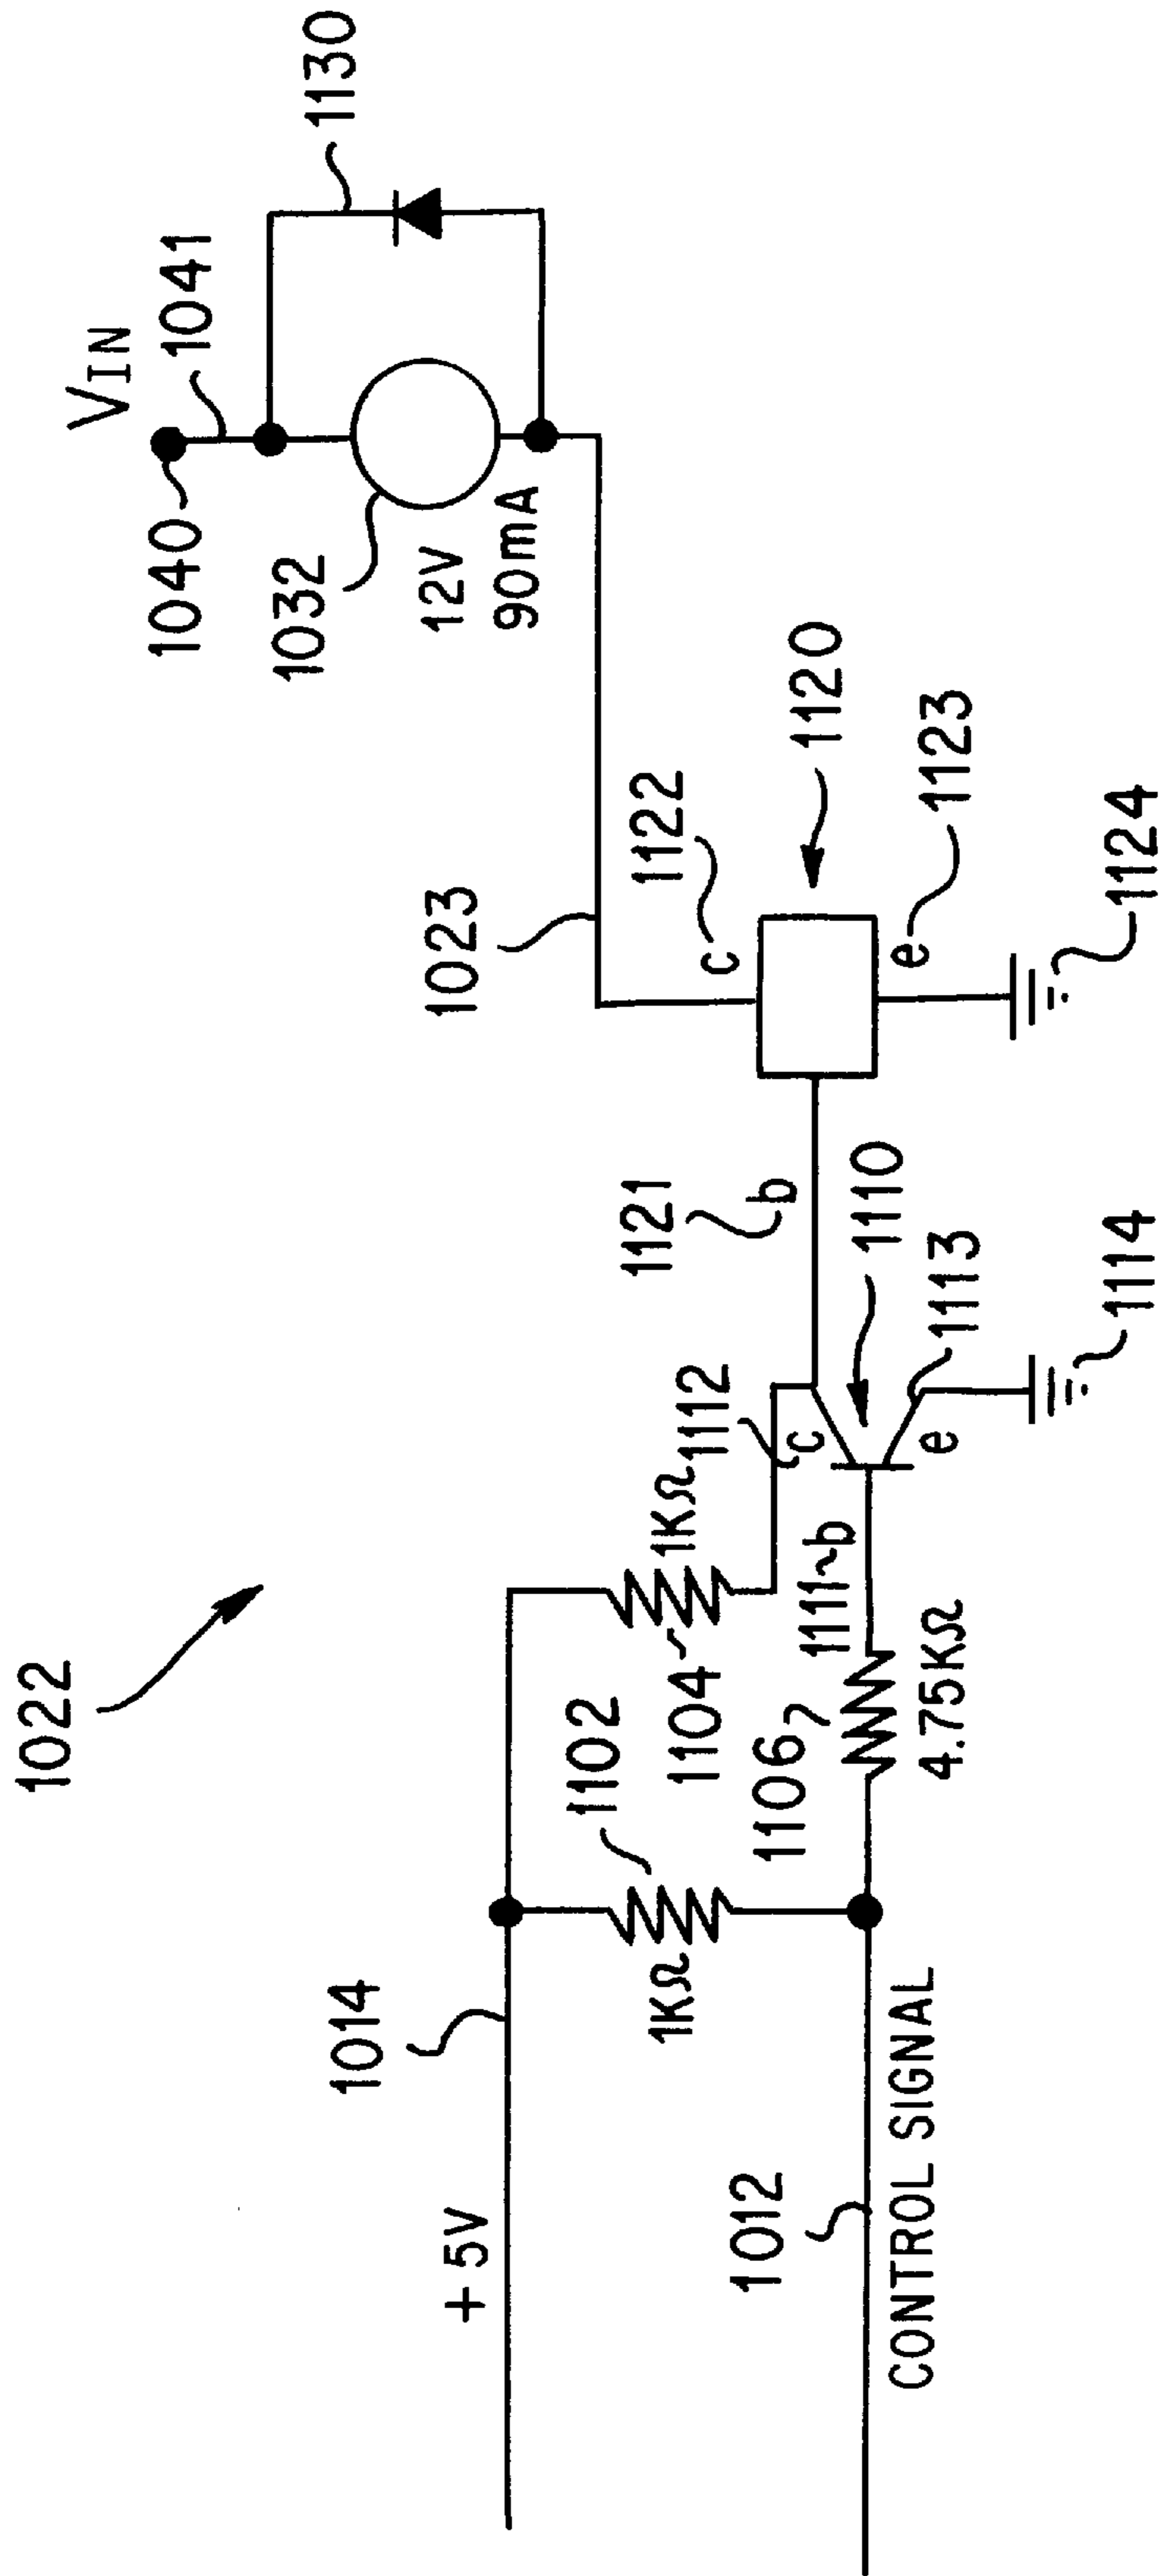 1022
+5V
1014
1KΩ
1102
1104
1KΩ
1112
1012
CONTROL SIGNAL
1106
4.75KΩ
1111
b
c
e
1110
1113
1114
1121
b
1023
1122
c
1120
e
1123
1124
VIN
1040
1041
1032
12V
90mA
1130